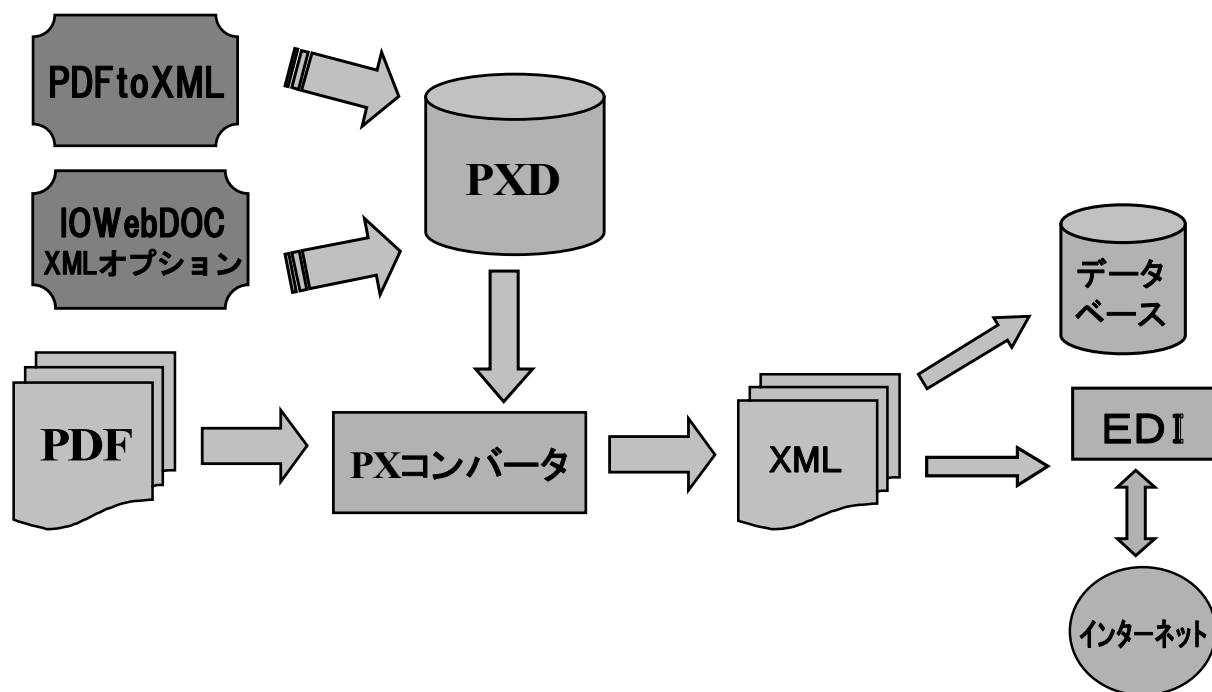 PDFtoXML
PXD
IOWebDOC
XMLオプション
データ
ベース
PDF
PXコンバータ
XML
EDI
インターネット